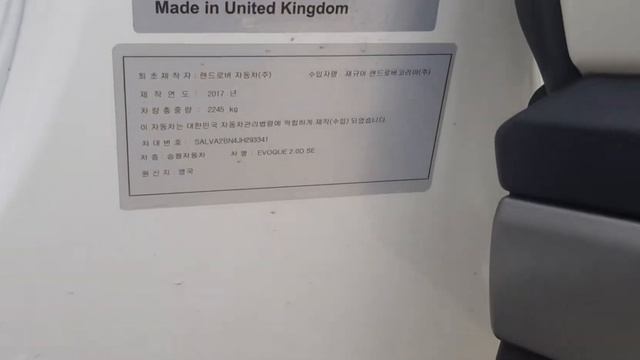 Made in United Kingdom
최초제작자 : 랜드로버 자동차(주) 수입자명 : 재규어 랜드로버코리아(주)
제 작 연 도 : 2017 년
차 량 총 중 량 : 2245 kg
이 자동차는 대한민국 자동차관리법령에 적합하게 제작(수입) 되었습니다.
차 대 번 호 : SALVA2BN4JH293341
차 종 : 승용자동차 차 명 : EVOQUE 2.0D SE
원 산 지 : 영국